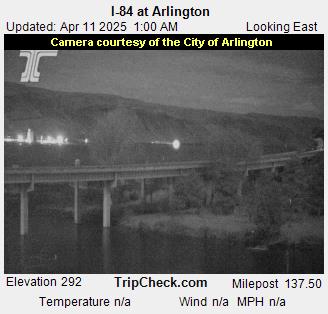 I-84 at Arlington
Updated: Apr 11 2025 1:00 AM Looking East
Camera courtesy of the City of Arlington
Elevation 292 TripCheck.com Milepost 137.50
Temperature n/a Wind n/a MPH n/a